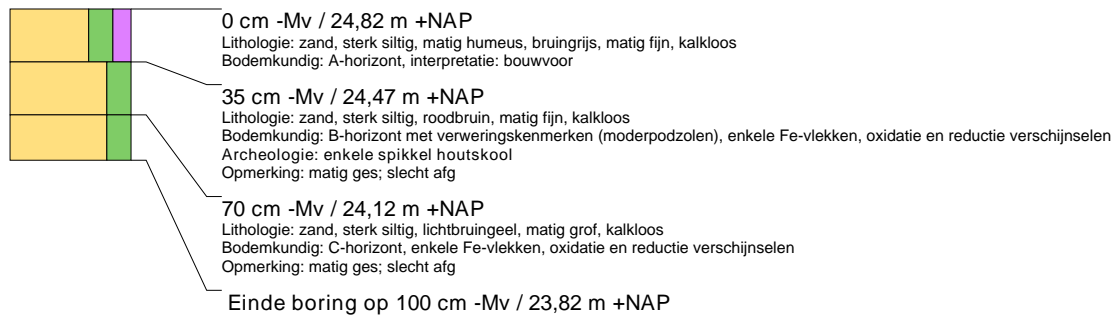 0 cm -Mv / 24,82 m +NAP
Lithologie: zand, sterk siltig, matig humeus, bruingrijs, matig fijn, kalkloos
Bodemkundig: A-horizont, interpretatie: bouwvoor
35 cm -Mv / 24,47 m +NAP
Lithologie: zand, sterk siltig, roodbruin, matig fijn, kalkloos
Bodemkundig: B-horizont met verweringskenmerken (moderpodzolen), enkele Fe-vlekken, oxidatie en reductie verschijnselen
Archeologie: enkele spikkel houtskool
Opmerking: matig ges; slecht afg
70 cm -Mv / 24,12 m +NAP
Lithologie: zand, sterk siltig, lichtbruingeel, matig grof, kalkloos
Bodemkundig: C-horizont, enkele Fe-vlekken, oxidatie en reductie verschijnselen
Opmerking: matig ges; slecht afg
Einde boring op 100 cm -Mv / 23,82 m +NAP